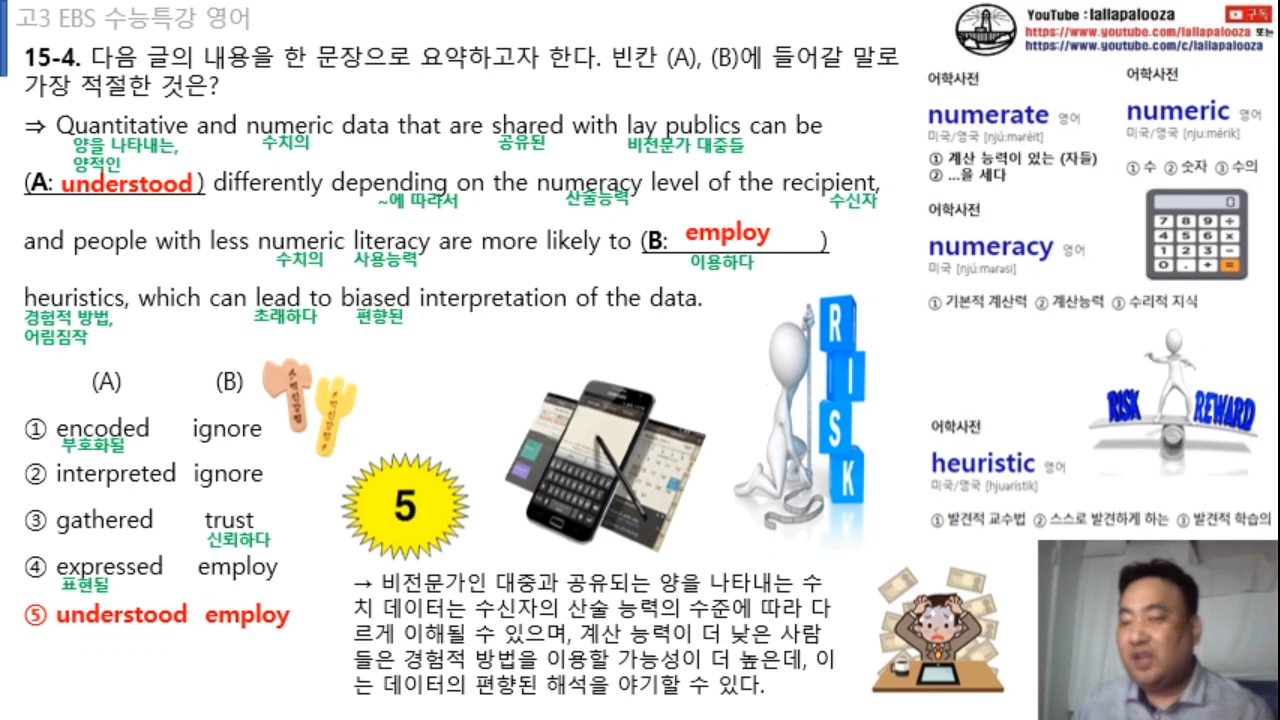 고3 EBS 수능특강 영어
15-4. 다음 글의 내용을 한 문장으로 요약하고자 한다. 빈칸 (A), (B)에 들어갈 말로
가장 적절한 것은?
⇒ Quantitative and numeric data that are shared with lay publics can be
양을 나타내는, 수치의 공유된 비전문가 대중들
양적인
(A: understood ) differently depending on the numeracy level of the recipient,
~에 따라서 산술능력 수신자
and people with less numeric literacy are more likely to (B: employ )
수치의 사용능력 이용하다
heuristics, which can lead to biased interpretation of the data.
경험적 방법, 초래하다 편향된
어림짐작
(A) (B)
① encoded ignore
부호화될
② interpreted ignore
③ gathered trust
신뢰하다
④ expressed employ
표현될
⑤ understood employ
5
→ 비전문가인 대중과 공유되는 양을 나타내는 수
치 데이터는 수신자의 산술 능력의 수준에 따라 다
르게 이해될 수 있으며, 계산 능력이 더 낮은 사람
들은 경험적 방법을 이용할 가능성이 더 높은데, 이
는 데이터의 편향된 해석을 야기할 수 있다.
RISK
YouTube : lallapalooza 구독
https://www.youtube.com/lallapalooza 또는
https://www.youtube.com/c/lallapalooza
어학사전
numerate 영어
미국/영국 [njúːməréit]
① 계산 능력이 있는 (자들)
② ...을 세다
어학사전
numeric 영어
미국/영국 [njuːmérik]
① 수 ② 숫자 ③ 수의
어학사전
numeracy 영어
미국 [njúːmərəsi]
① 기본적 계산력 ② 계산능력 ③ 수리적 지식
0
7 8 9 ÷
4 5 6 ×
1 2 3 −
0 . + =
RISK REWARD
어학사전
heuristic 영어
미국/영국 [hjuərístik]
① 발견적 교수법 ② 스스로 발견하게 하는 ③ 발견적 학습의